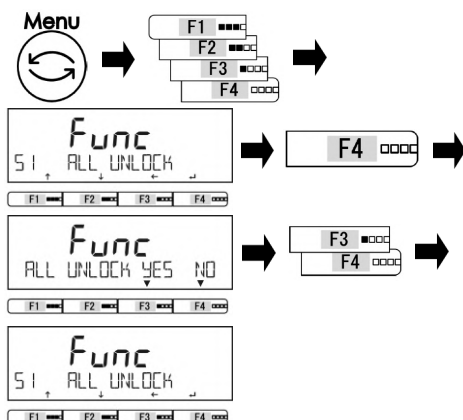 Menu
F1
F2
F3
F4
Func
51 ALL UNLOCK
F1 F2 F3 F4
F4
Func
ALL UNLOCK YES NO
F1 F2 F3 F4
F3
F4
Func
51 ALL UNLOCK
F1 F2 F3 F4